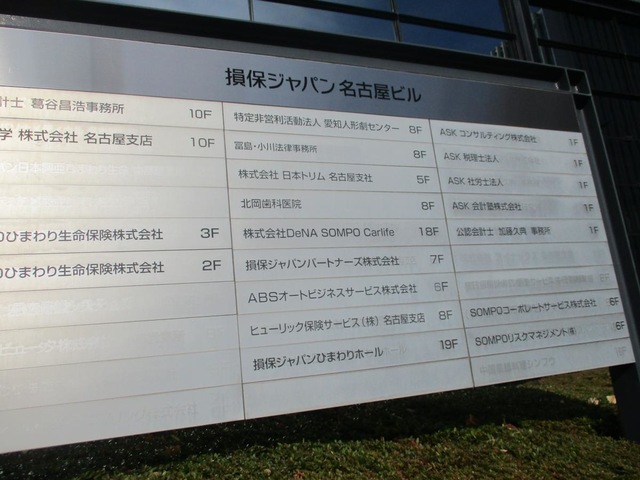 損保ジャパン 名古屋ビル
計士 葛谷昌浩事務所 10F
学 株式会社 名古屋支店 10F
ひまわり生命保険株式会社 3F
ひまわり生命保険株式会社 2F
特定非営利活動法人 愛知人形劇センター 8F
冨島・小川法律事務所 8F
株式会社 日本トリム 名古屋支社 5F
北岡歯科医院 8F
株式会社DeNA SOMPO Carlife 18F
損保ジャパンパートナーズ株式会社 7F
ABSオートビジネスサービス株式会社 6F
ヒューリック保険サービス(株) 名古屋支店 8F
損保ジャパンひまわりホール 19F
ASK コンサルティング株式会社 1F
ASK 税理士法人 1F
ASK 社労士法人 1F
ASK 会計塾株式会社 1F
公認会計士 加藤久典 事務所 1F
SOMPOコーポレートサービス株式会社 6F
SOMPOリスクマネジメント(株) 6F